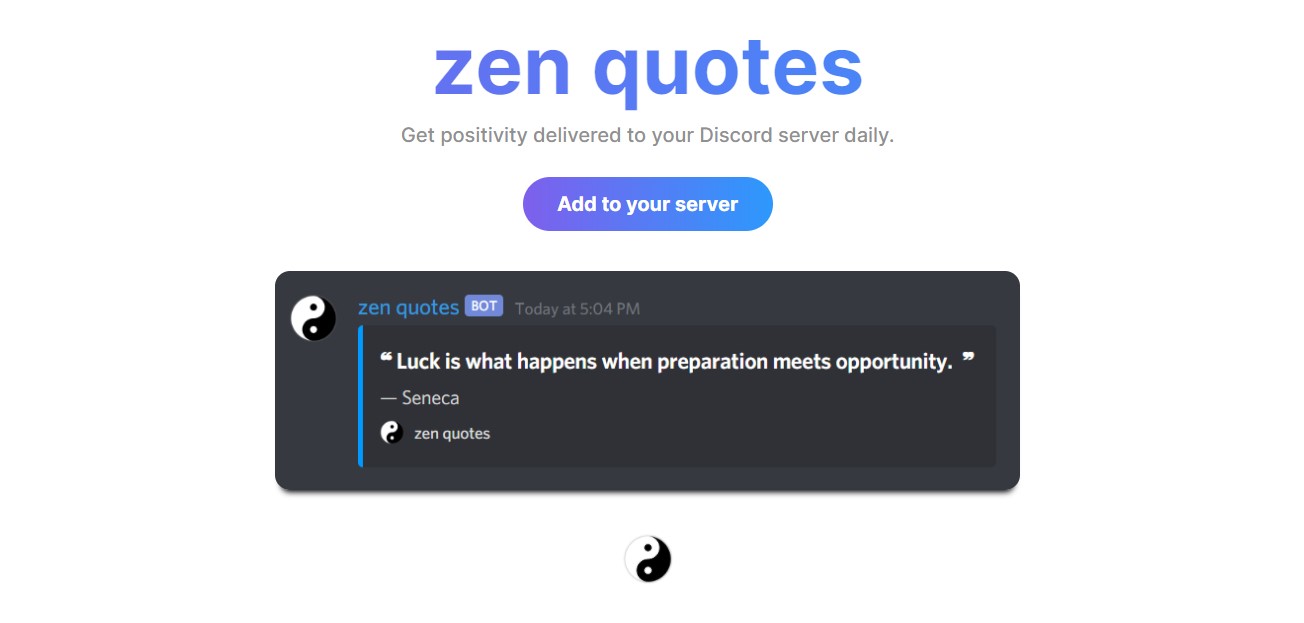 zen quotes
Get positivity delivered to your Discord server daily.
Add to your server
zen quotes BOT Today at 5:04 PM
❝ Luck is what happens when preparation meets opportunity. ❞
— Seneca
zen quotes